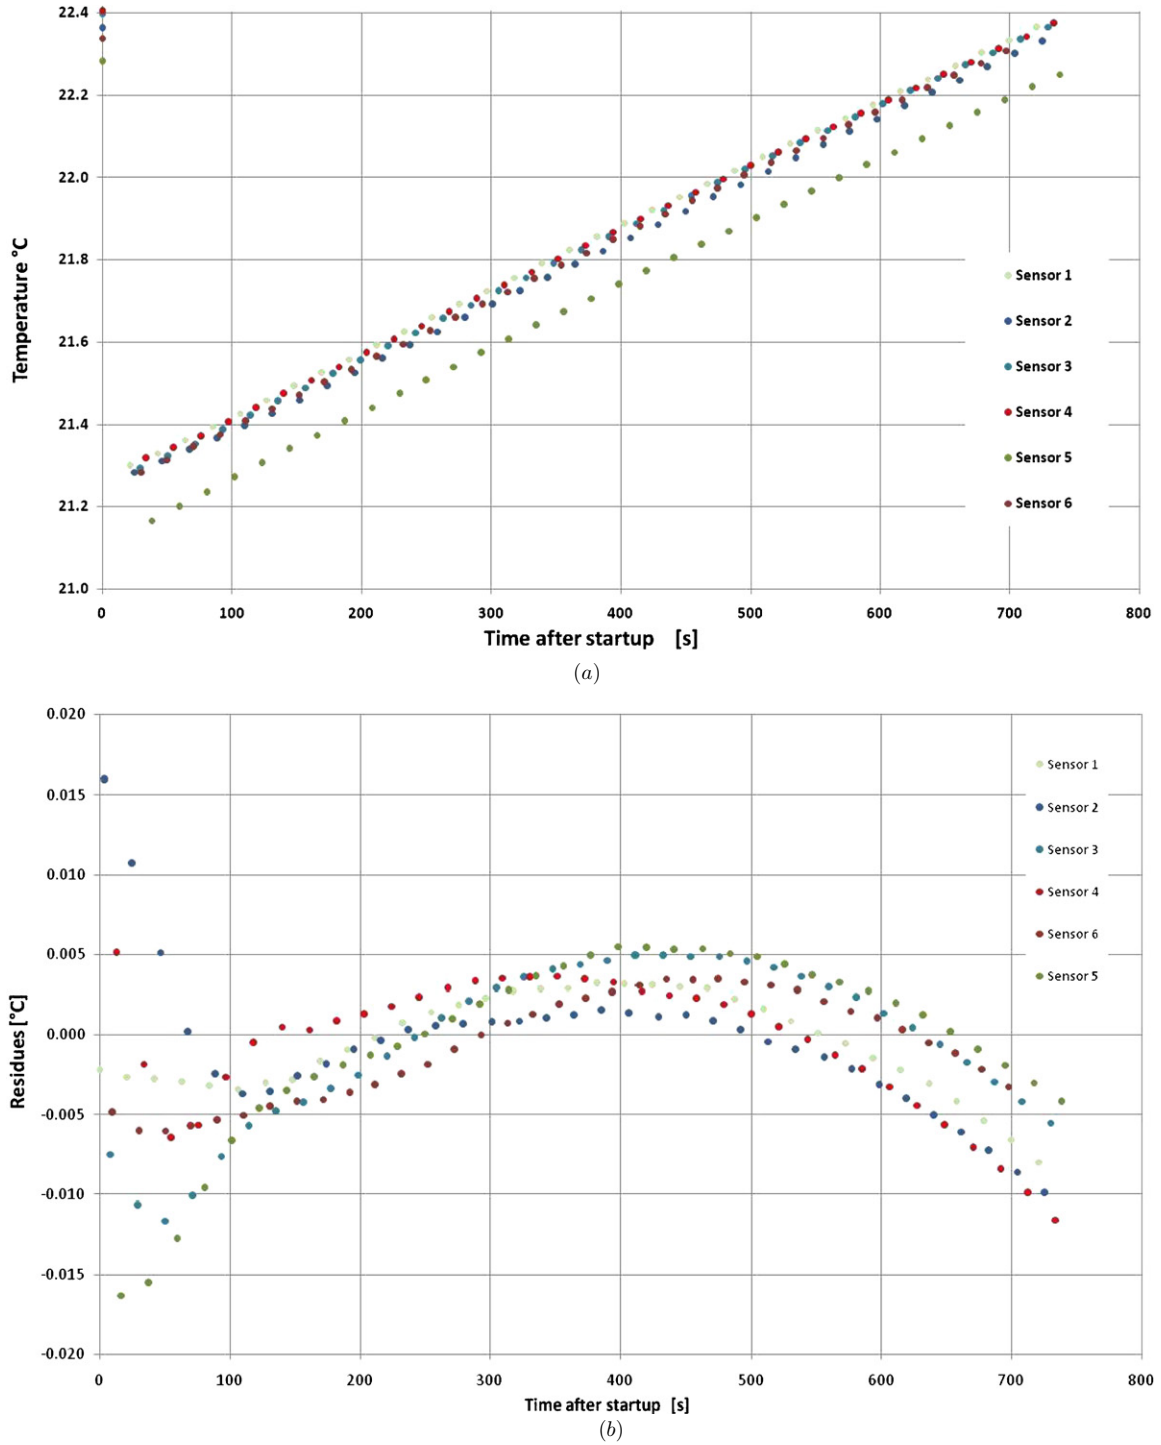 22.4
22.2
22.0
21.8
21.6
21.4
21.2
21.0
Temperature °C
Sensor 1
Sensor 2
Sensor 3
Sensor 4
Sensor 5
Sensor 6
0 100 200 300 400 500 600 700 800
Time after startup [s]
(a)
0.020
0.015
0.010
0.005
0.000
-0.005
-0.010
-0.015
-0.020
Residues [°C]
Sensor 1
Sensor 2
Sensor 3
Sensor 4
Sensor 6
Sensor 5
0 100 200 300 400 500 600 700 800
Time after startup [s]
(b)